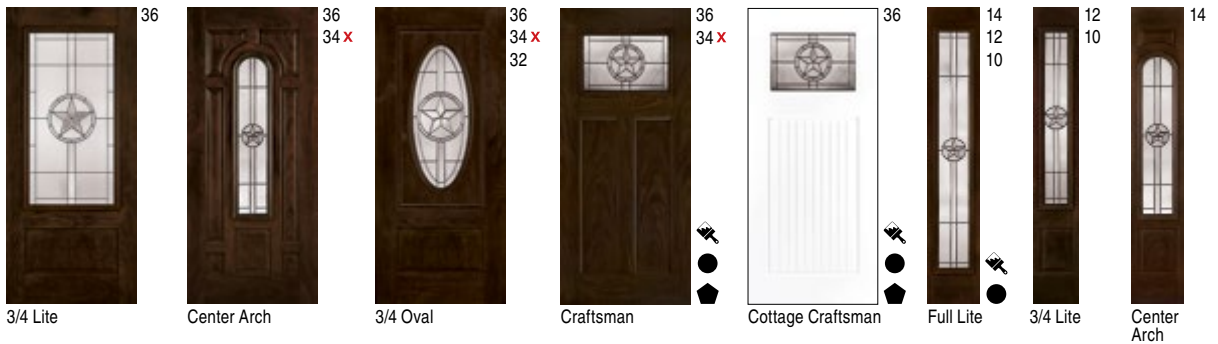 36
3/4 Lite
36
34 x
Center Arch
36
34 x
32
3/4 Oval
36
34 x
Craftsman
36
Cottage Craftsman
14
12
10
Full Lite
12
10
3/4 Lite
14
Center
Arch